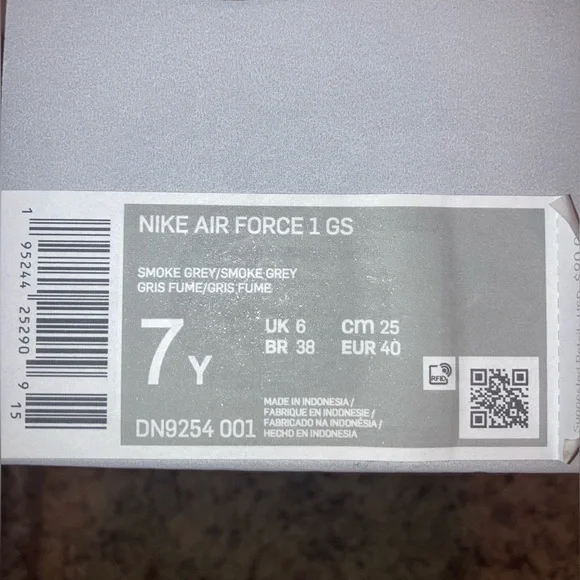 NIKE AIR FORCE 1 GS
SMOKE GREY/SMOKE GREY
GRIS FUME/GRIS FUME
7 Y
UK 6 cm 25
BR 38 EUR 40
RFID
DN9254 001
MADE IN INDONESIA /
FABRIQUE EN INDONESIE /
FABRICADO NA INDONÉSIA /
HECHO EN INDONESIA
1 95244 25290 9 15